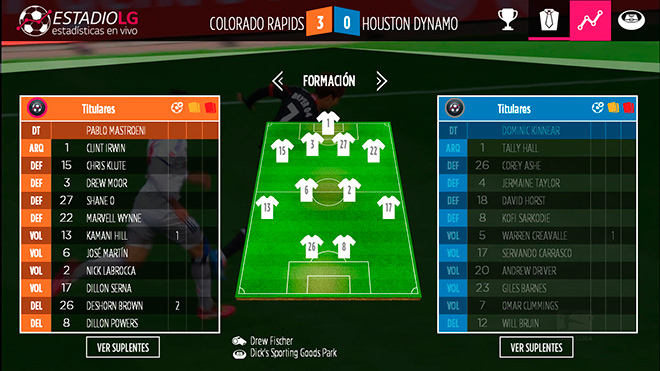 ESTADIOLG
estadísticas en vivo
COLORADO RAPIDS 3 0 HOUSTON DYNAMO
FORMACIÓN
Titulares
DT PABLO MASTROENI
ARQ 1 CLINT IRWIN
DEF 15 CHRIS KLUTE
DEF 3 DREW MOOR
DEF 27 SHANE O
DEF 22 MARVELL WYNNE
VOL 13 KAMANI HILL 1
VOL 6 JOSÉ MARTÍN
VOL 2 NICK LABROCCA
VOL 17 DILLON SERNA
DEL 26 DESHORN BROWN 2
DEL 8 DILLON POWERS
VER SUPLENTES
1
15 3 27 22
6 2
13 17
26 8
Drew Fischer
Dick's Sporting Goods Park
Titulares
DT DOMINIC KINNEAR
ARQ 1 TALLY HALL
DEF 26 COREY ASHE
DEF 4 JERMAINE TAYLOR
DEF 18 DAVID HORST
DEF 8 KOFI SARKODIE
VOL 5 WARREN CREAVALLE 1
VOL 17 SERVANDO CARRASCO
VOL 20 ANDREW DRIVER
VOL 23 GILES BARNES
VOL 7 OMAR CUMMINGS
DEL 12 WILL BRUIN
VER SUPLENTES